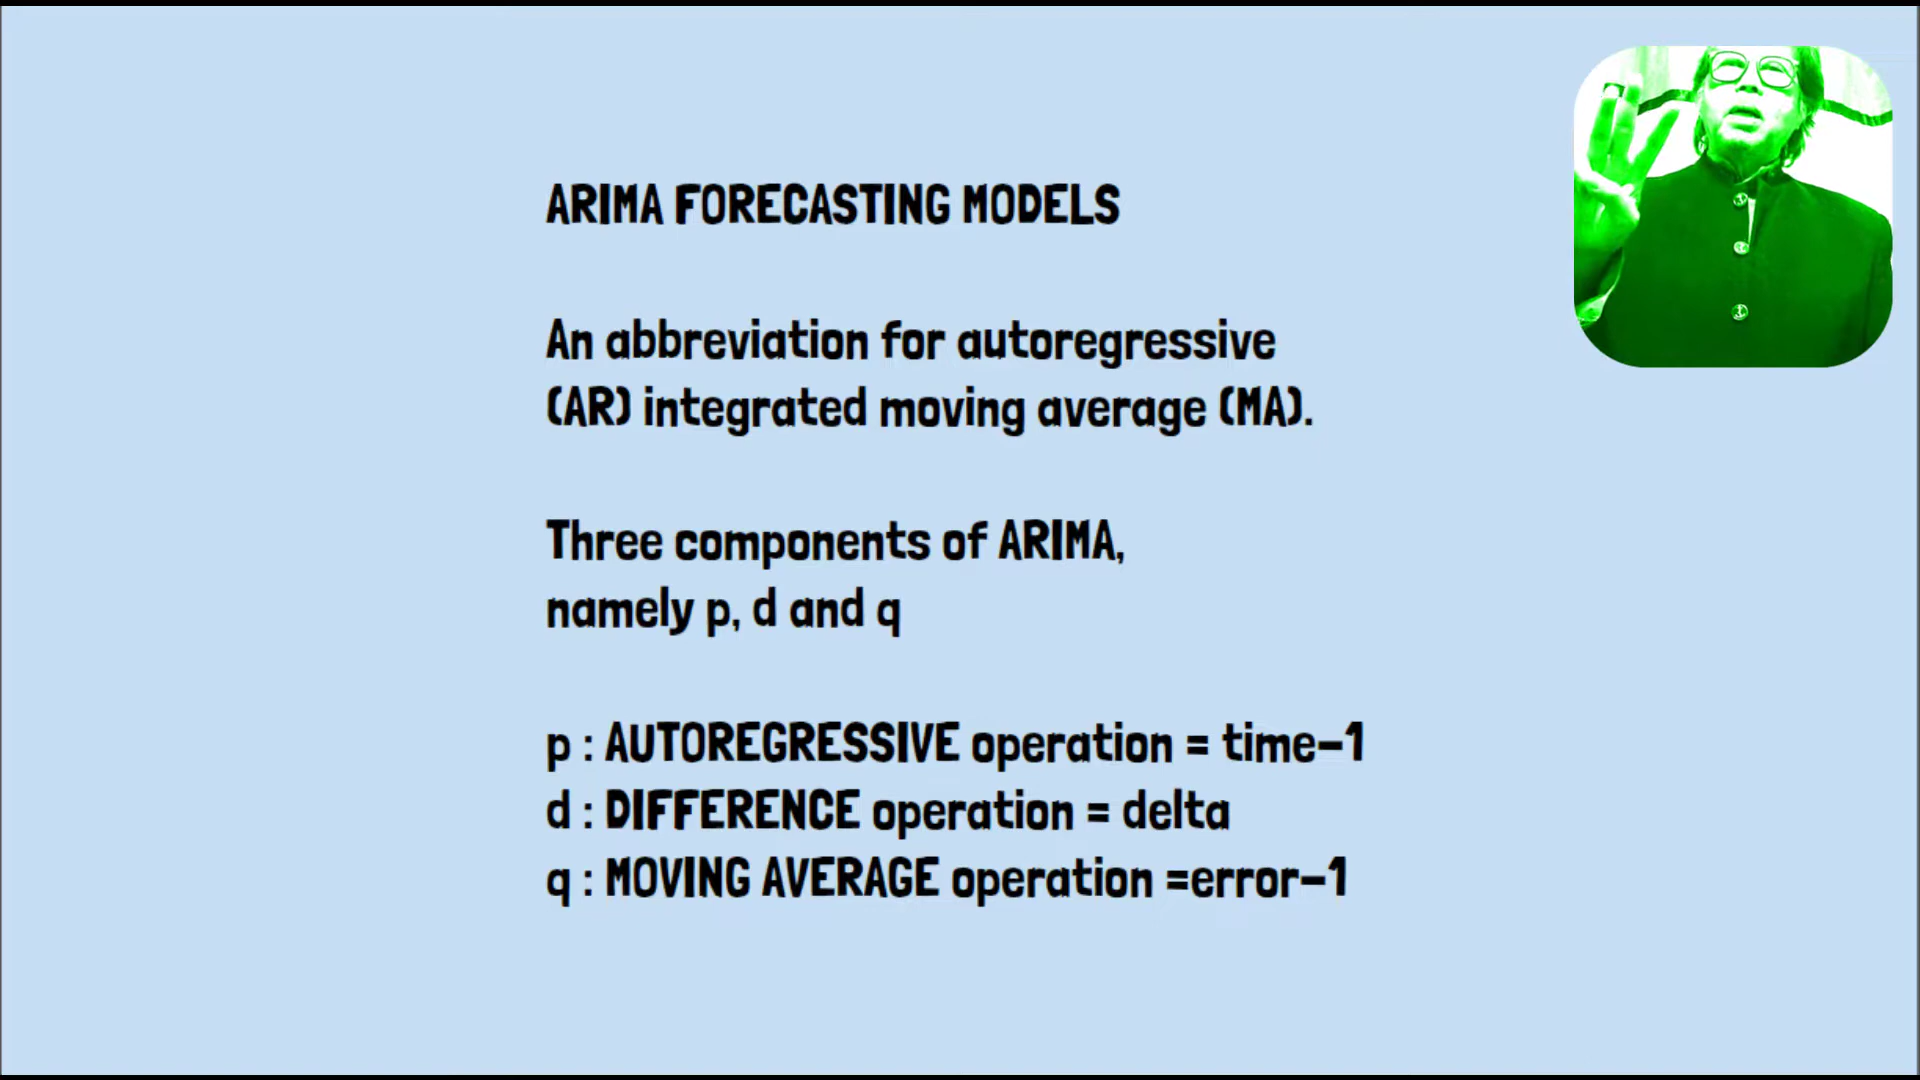 ARIMA FORECASTING MODELS
An abbreviation for autoregressive
(AR) integrated moving average (MA).
Three components of ARIMA,
namely p, d and q
p : AUTOREGRESSIVE operation = time-1
d : DIFFERENCE operation = delta
q : MOVING AVERAGE operation =error-1